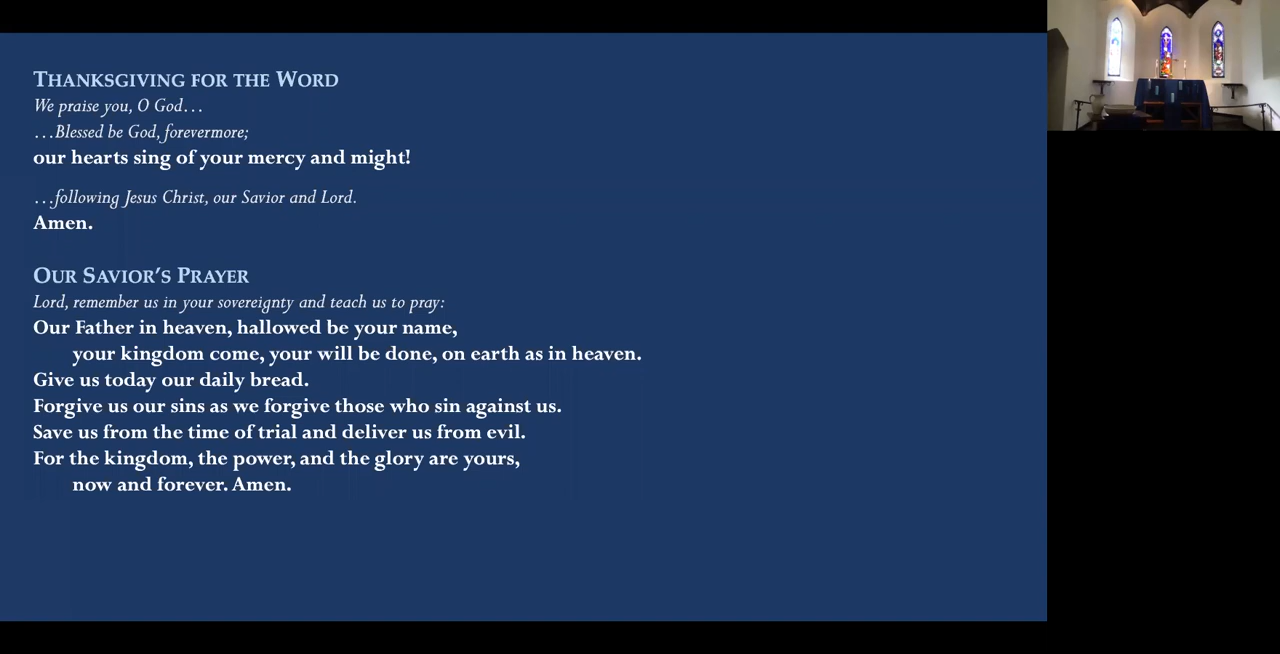 THANKSGIVING FOR THE WORD
We praise you, O God…
…Blessed be God, forevermore;
our hearts sing of your mercy and might!
…following Jesus Christ, our Savior and Lord.
Amen.
OUR SAVIOR’S PRAYER
Lord, remember us in your sovereignty and teach us to pray:
Our Father in heaven, hallowed be your name,
your kingdom come, your will be done, on earth as in heaven.
Give us today our daily bread.
Forgive us our sins as we forgive those who sin against us.
Save us from the time of trial and deliver us from evil.
For the kingdom, the power, and the glory are yours,
now and forever. Amen.